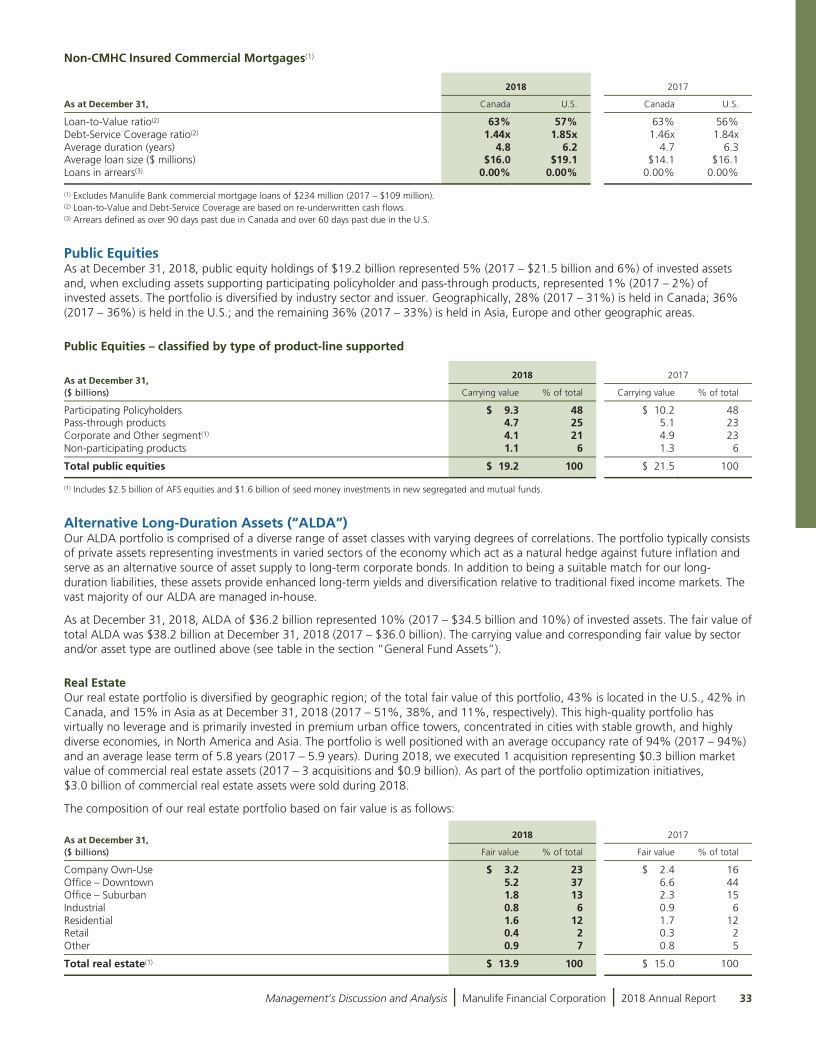 Non-CMHC Insured Commercial Mortgages(1)
2018 2017
As at December 31, Canada U.S. Canada U.S.
Loan-to-Value ratio(2) 63% 57% 63% 56%
Debt-Service Coverage ratio(2) 1.44x 1.85x 1.46x 1.84x
Average duration (years) 4.8 6.2 4.7 6.3
Average loan size ($ millions) $16.0 $19.1 $14.1 $16.1
Loans in arrears(3) 0.00% 0.00% 0.00% 0.00%
(1) Excludes Manulife Bank commercial mortgage loans of $234 million (2017 – $109 million).
(2) Loan-to-Value and Debt-Service Coverage are based on re-underwritten cash flows.
(3) Arrears defined as over 90 days past due in Canada and over 60 days past due in the U.S.
Public Equities
As at December 31, 2018, public equity holdings of $19.2 billion represented 5% (2017 – $21.5 billion and 6%) of invested assets
and, when excluding assets supporting participating policyholder and pass-through products, represented 1% (2017 – 2%) of
invested assets. The portfolio is diversified by industry sector and issuer. Geographically, 28% (2017 – 31%) is held in Canada; 36%
(2017 – 36%) is held in the U.S.; and the remaining 36% (2017 – 33%) is held in Asia, Europe and other geographic areas.
Public Equities – classified by type of product-line supported
As at December 31, 2018 2017
($ billions) Carrying value % of total Carrying value % of total
Participating Policyholders $ 9.3 48 $ 10.2 48
Pass-through products 4.7 25 5.1 23
Corporate and Other segment(1) 4.1 21 4.9 23
Non-participating products 1.1 6 1.3 6
Total public equities $ 19.2 100 $ 21.5 100
(1) Includes $2.5 billion of AFS equities and $1.6 billion of seed money investments in new segregated and mutual funds.
Alternative Long-Duration Assets (“ALDA”)
Our ALDA portfolio is comprised of a diverse range of asset classes with varying degrees of correlations. The portfolio typically consists
of private assets representing investments in varied sectors of the economy which act as a natural hedge against future inflation and
serve as an alternative source of asset supply to long-term corporate bonds. In addition to being a suitable match for our long-
duration liabilities, these assets provide enhanced long-term yields and diversification relative to traditional fixed income markets. The
vast majority of our ALDA are managed in-house.
As at December 31, 2018, ALDA of $36.2 billion represented 10% (2017 – $34.5 billion and 10%) of invested assets. The fair value of
total ALDA was $38.2 billion at December 31, 2018 (2017 – $36.0 billion). The carrying value and corresponding fair value by sector
and/or asset type are outlined above (see table in the section “General Fund Assets”).
Real Estate
Our real estate portfolio is diversified by geographic region; of the total fair value of this portfolio, 43% is located in the U.S., 42% in
Canada, and 15% in Asia as at December 31, 2018 (2017 – 51%, 38%, and 11%, respectively). This high-quality portfolio has
virtually no leverage and is primarily invested in premium urban office towers, concentrated in cities with stable growth, and highly
diverse economies, in North America and Asia. The portfolio is well positioned with an average occupancy rate of 94% (2017 – 94%)
and an average lease term of 5.8 years (2017 – 5.9 years). During 2018, we executed 1 acquisition representing $0.3 billion market
value of commercial real estate assets (2017 – 3 acquisitions and $0.9 billion). As part of the portfolio optimization initiatives,
$3.0 billion of commercial real estate assets were sold during 2018.
The composition of our real estate portfolio based on fair value is as follows:
As at December 31, 2018 2017
($ billions) Fair value % of total Fair value % of total
Company Own-Use $ 3.2 23 $ 2.4 16
Office – Downtown 5.2 37 6.6 44
Office – Suburban 1.8 13 2.3 15
Industrial 0.8 6 0.9 6
Residential 1.6 12 1.7 12
Retail 0.4 2 0.3 2
Other 0.9 7 0.8 5
Total real estate(1) $ 13.9 100 $ 15.0 100
Management’s Discussion and Analysis | Manulife Financial Corporation | 2018 Annual Report 33